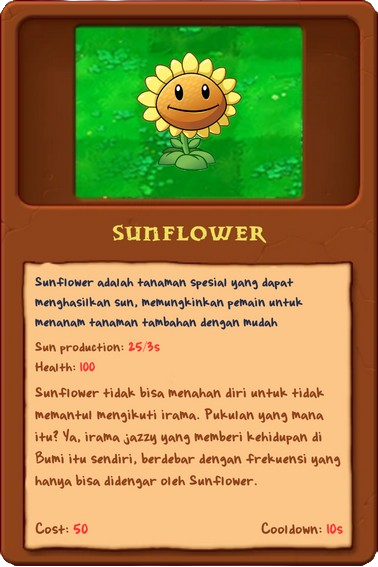 SUNFLOWER
Sunflower adalah tanaman spesial yang dapat
menghasilkan sun, memungkinkan pemain untuk
menanam tanaman tambahan dengan mudah
Sun production: 25/3s
Health: 100
Sunflower tidak bisa menahan diri untuk tidak
memantul mengikuti irama. Pukulan yang mana
itu? Ya, irama jazzy yang memberi kehidupan di
Bumi itu sendiri, berdebar dengan frekuensi yang
hanya bisa didengar oleh Sunflower.
Cost: 50 Cooldown: 10s